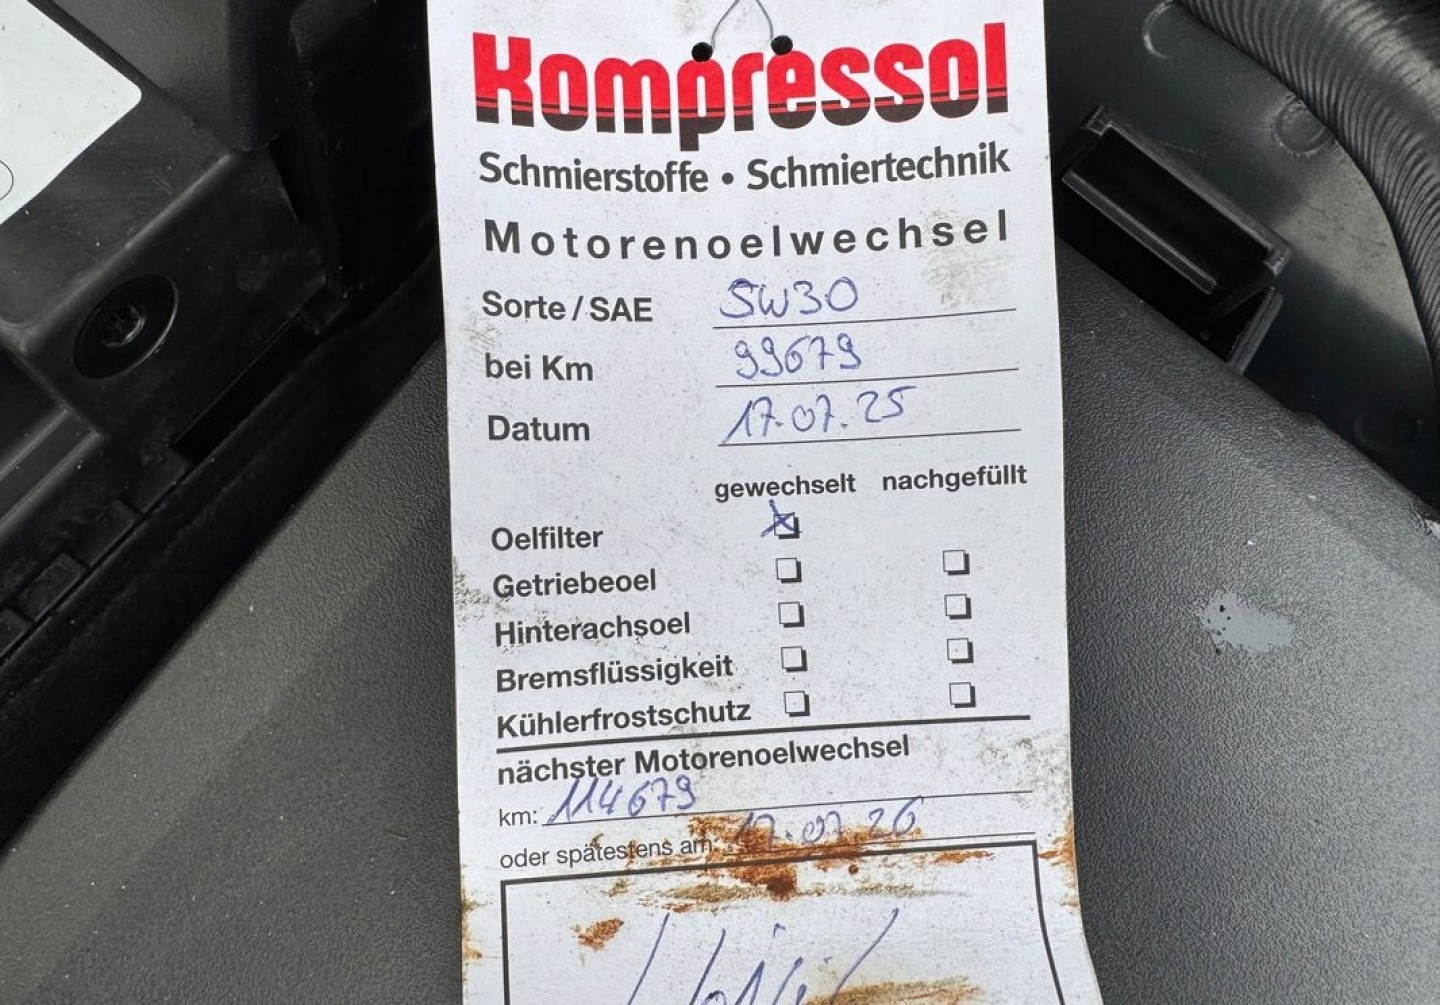 Kompressol
Schmierstoffe • Schmiertechnik
Motorenoelwechsel
Sorte / SAE 5W30
bei Km 99679
Datum 17.07.25
gewechselt nachgefüllt
Oelfilter
Getriebeoel
Hinterachsoel
Bremsflüssigkeit
Kühlerfrostschutz
nächster Motorenoelwechsel
km: 114679
oder spätestens am: 17.07.26